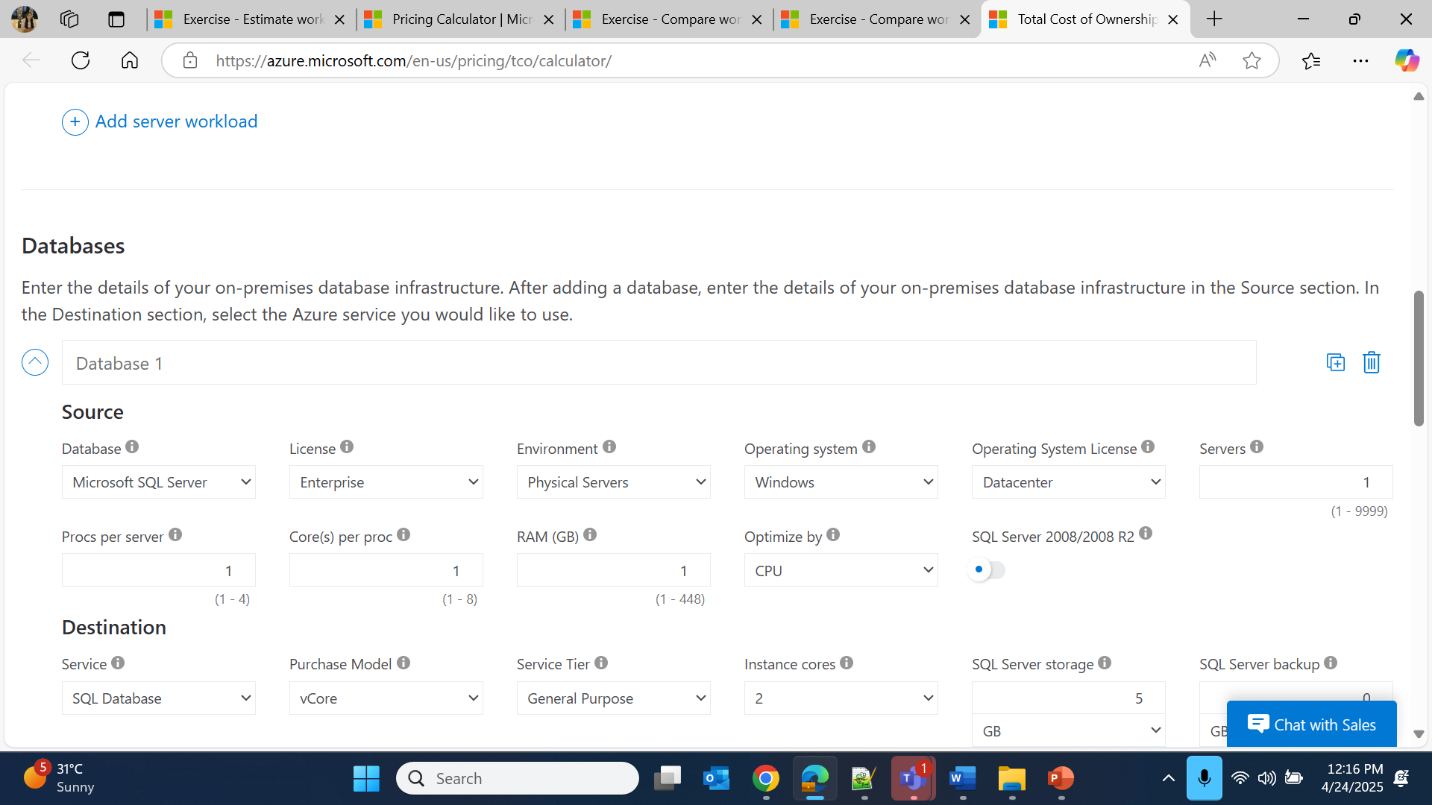 Exercise - Estimate work
Pricing Calculator | Micr
Exercise - Compare wor
Exercise - Compare wor
Total Cost of Ownership
https://azure.microsoft.com/en-us/pricing/tco/calculator/
Add server workload
Databases
Enter the details of your on-premises database infrastructure. After adding a database, enter the details of your on-premises database infrastructure in the Source section. In
the Destination section, select the Azure service you would like to use.
Database 1
Source
Database License Environment Operating system Operating System License Servers
Microsoft SQL Server Enterprise Physical Servers Windows Datacenter 1
(1 - 9999)
Procs per server Core(s) per proc RAM (GB) Optimize by SQL Server 2008/2008 R2
1 1 1 CPU
(1 - 4) (1 - 8) (1 - 448)
Destination
Service Purchase Model Service Tier Instance cores SQL Server storage SQL Server backup
SQL Database vCore General Purpose 2 5 0
GB GB
Chat with Sales
5
31°C
Sunny
Search
1
12:16 PM
4/24/2025